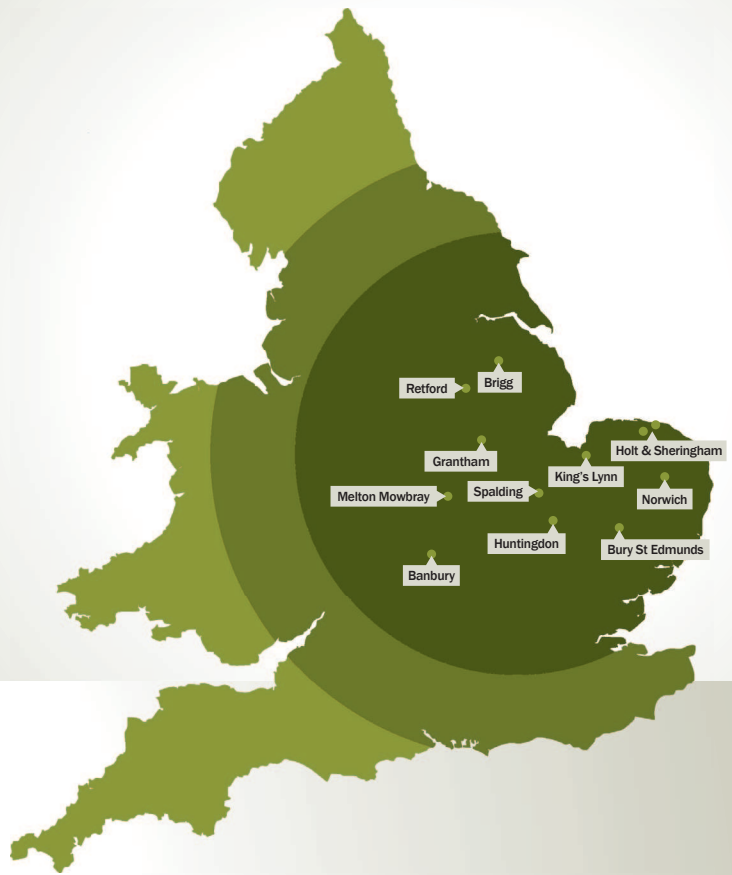 Brigg
Retford
Holt & Sheringham
Grantham
King's Lynn
Spalding
Melton Mowbray
Norwich
Huntingdon
Bury St Edmunds
Banbury